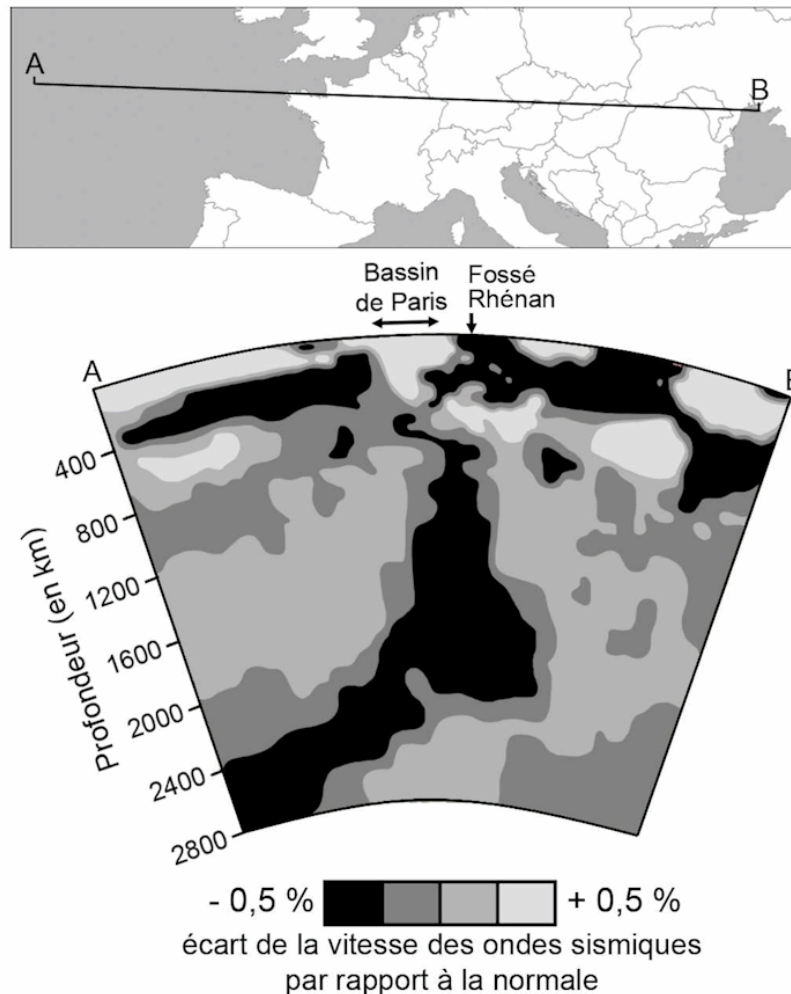 A
B
Bassin
de Paris
Fossé
Rhénan
A
400
800
1200
1600
2000
2400
2800
Profondeur (en km)
- 0,5 %
+ 0,5 %
écart de la vitesse des ondes sismiques
par rapport à la normale